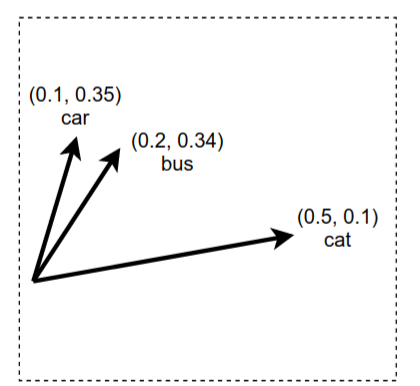 (0.1, 0.35)
car
(0.2, 0.34)
bus
(0.5, 0.1)
cat